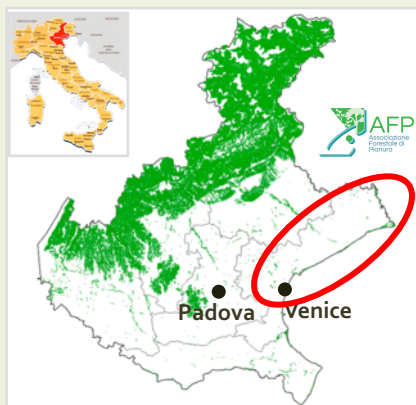 AFP
Associazione
Forestale di
Pianura
Padova
Venice